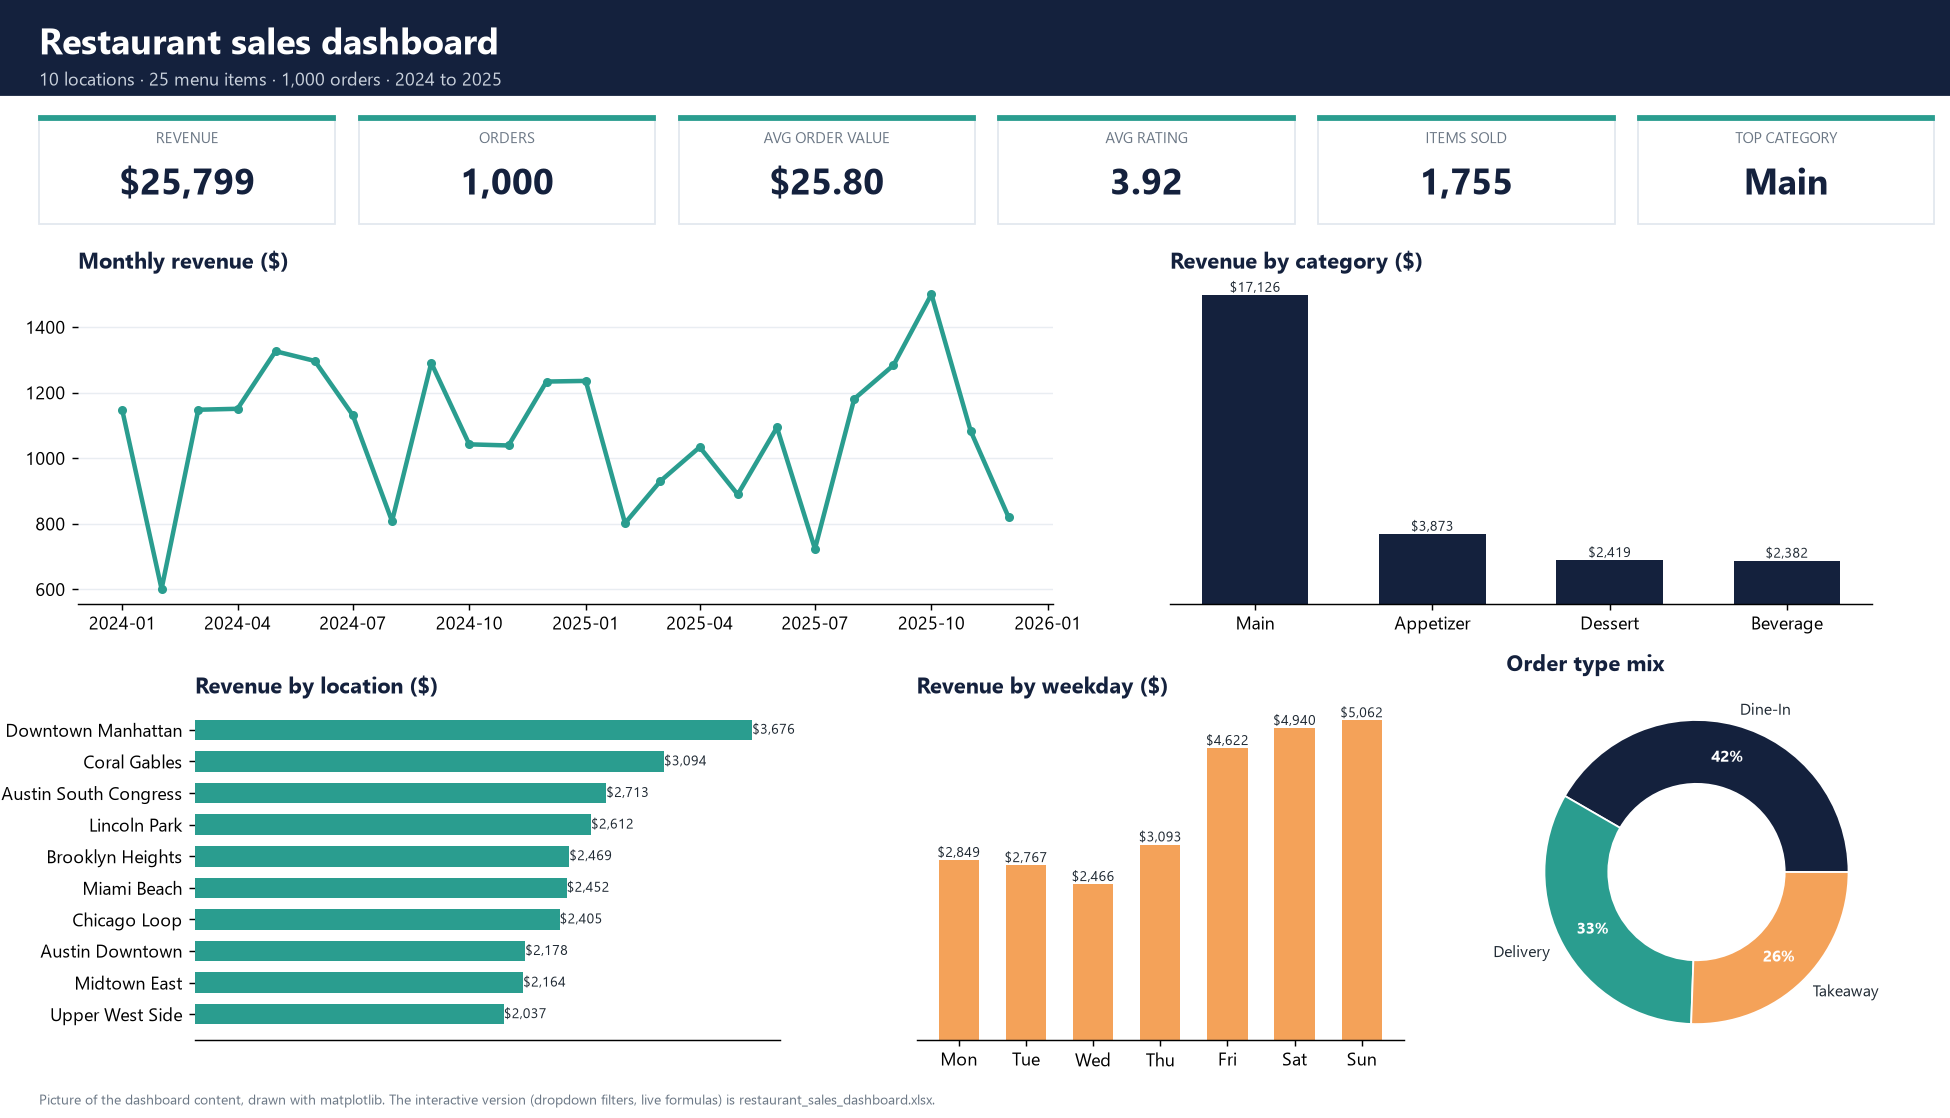 Restaurant sales dashboard
10 locations · 25 menu items · 1,000 orders · 2024 to 2025
REVENUE
$25,799
ORDERS
1,000
AVG ORDER VALUE
$25.80
AVG RATING
3.92
ITEMS SOLD
1,755
TOP CATEGORY
Main
Monthly revenue ($)
1400
1200
1000
800
600
2024-01 2024-04 2024-07 2024-10 2025-01 2025-04 2025-07 2025-10 2026-01
Revenue by category ($)
$17,126
$3,873
$2,419
$2,382
Main Appetizer Dessert Beverage
Revenue by location ($)
Downtown Manhattan $3,676
Coral Gables $3,094
Austin South Congress $2,713
Lincoln Park $2,612
Brooklyn Heights $2,469
Miami Beach $2,452
Chicago Loop $2,405
Austin Downtown $2,178
Midtown East $2,164
Upper West Side $2,037
Revenue by weekday ($)
$2,849 $2,767 $2,466 $3,093 $4,622 $4,940 $5,062
Mon Tue Wed Thu Fri Sat Sun
Order type mix
Dine-In
42%
33%
Delivery
26%
Takeaway
Picture of the dashboard content, drawn with matplotlib. The interactive version (dropdown filters, live formulas) is restaurant_sales_dashboard.xlsx.